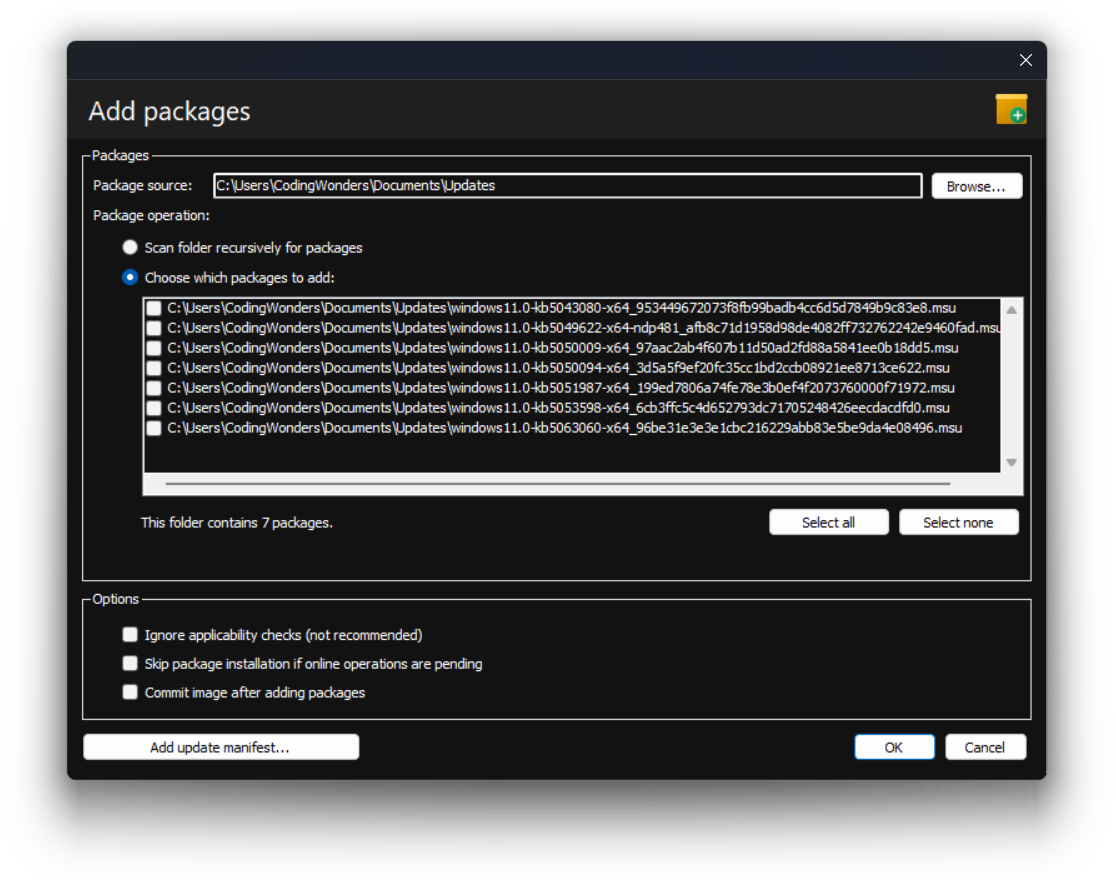 Add packages
Packages
Package source: C:\Users\CodingWonders\Documents\Updates Browse...
Package operation:
Scan folder recursively for packages
Choose which packages to add:
C:\Users\CodingWonders\Documents\Updates\windows11.0-kb5043080-x64_953449672073f8fb99badb4cc6d5d7849b9c83e8.msu
C:\Users\CodingWonders\Documents\Updates\windows11.0-kb5049622-x64-ndp481_afb8c71d1958d98de4082ff732762242e9460fad.msu
C:\Users\CodingWonders\Documents\Updates\windows11.0-kb5050009-x64_97aac2ab4f607b11d50ad2fd88a5841ee0b18dd5.msu
C:\Users\CodingWonders\Documents\Updates\windows11.0-kb5050094-x64_3d5a5f9ef20fc35cc1bd2ccb08921ee8713ce622.msu
C:\Users\CodingWonders\Documents\Updates\windows11.0-kb5051987-x64_199ed7806a74fe78e3b0ef4f2073760000f71972.msu
C:\Users\CodingWonders\Documents\Updates\windows11.0-kb5053598-x64_6cb3ffc5c4d652793dc71705248426eecdacdfd0.msu
C:\Users\CodingWonders\Documents\Updates\windows11.0-kb5063060-x64_96be31e3e3e1cbc216229abb83e5be9da4e08496.msu
This folder contains 7 packages. Select all Select none
Options
Ignore applicability checks (not recommended)
Skip package installation if online operations are pending
Commit image after adding packages
Add update manifest... OK Cancel